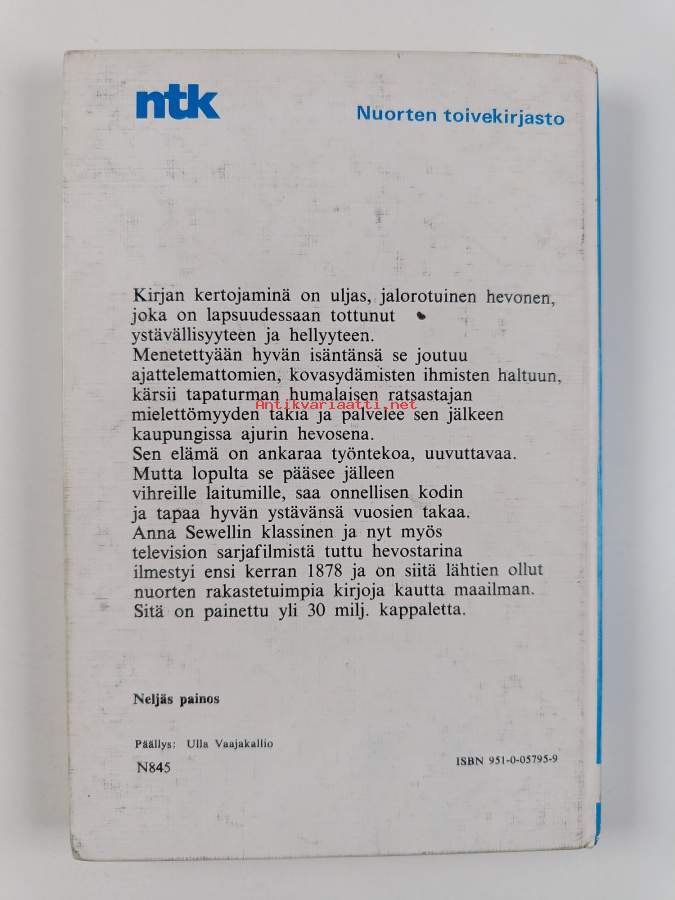 ntk
Nuorten toivekirjasto
Kirjan kertojaminä on uljas, jalorotuinen hevonen,
joka on lapsuudessaan tottunut
ystävällisyyteen ja hellyyteen.
Menetettyään hyvän isäntänsä se joutuu
ajattelemattomien, kovasydämisten ihmisten haltuun,
kärsii tapaturman humalaisen ratsastajan
Antikvariaatti.net
mielettömyyden takia ja palvelee sen jälkeen
kaupungissa ajurin hevosena.
Sen elämä on ankaraa työntekoa, uuvuttavaa.
Mutta lopulta se pääsee jälleen
vihreille laitumille, saa onnellisen kodin
ja tapaa hyvän ystävänsä vuosien takaa.
Anna Sewellin klassinen ja nyt myös
television sarjafilmistä tuttu hevostarina
ilmestyi ensi kerran 1878 ja on siitä lähtien ollut
nuorten rakastetuimpia kirjoja kautta maailman.
Sitä on painettu yli 30 milj. kappaletta.
Neljäs painos
Päällys: Ulla Vaajakallio
N845
ISBN 951-0-05795-9